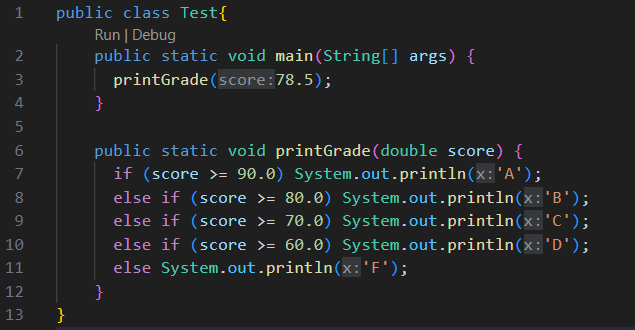 1 public class Test{
Run | Debug
2 public static void main(String[] args) {
3 printGrade(score:78.5);
4 }
5
6 public static void printGrade(double score) {
7 if (score >= 90.0) System.out.println(x:'A');
8 else if (score >= 80.0) System.out.println(x:'B');
9 else if (score >= 70.0) System.out.println(x:'C');
10 else if (score >= 60.0) System.out.println(x:'D');
11 else System.out.println(x:'F');
12 }
13 }